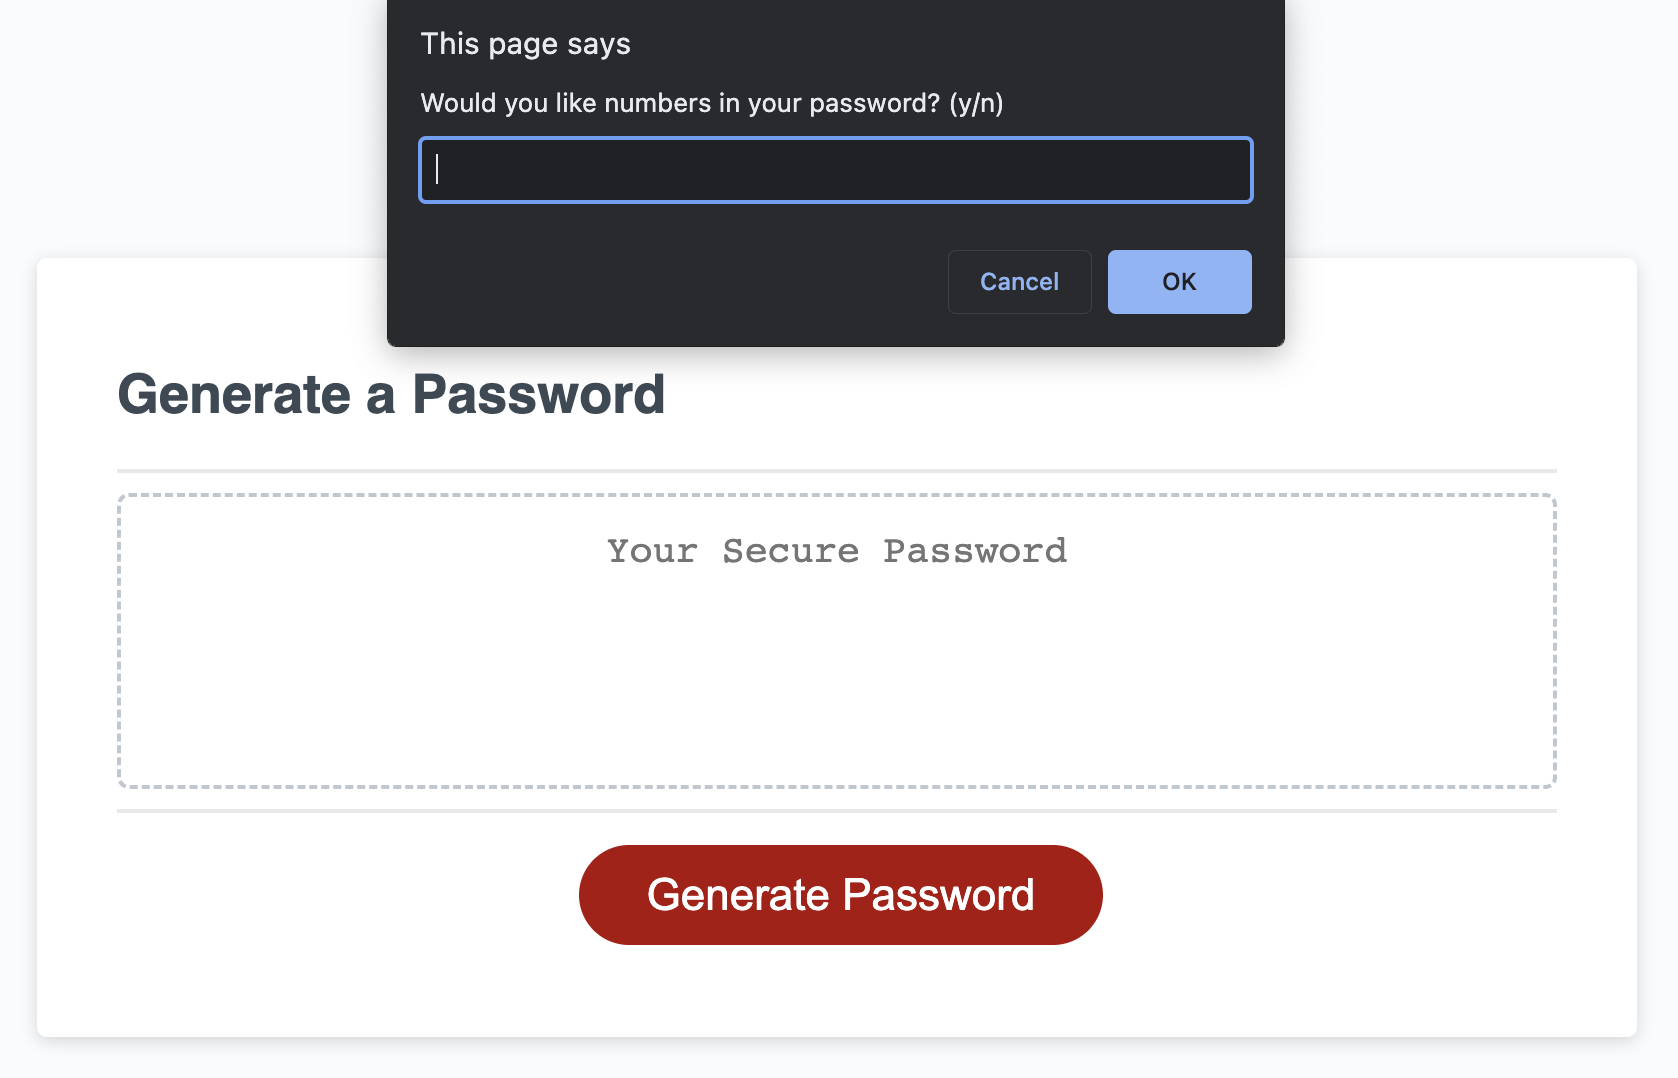 This page says
Would you like numbers in your password? (y/n)
Cancel
OK
Generate a Password
Your Secure Password
Generate Password